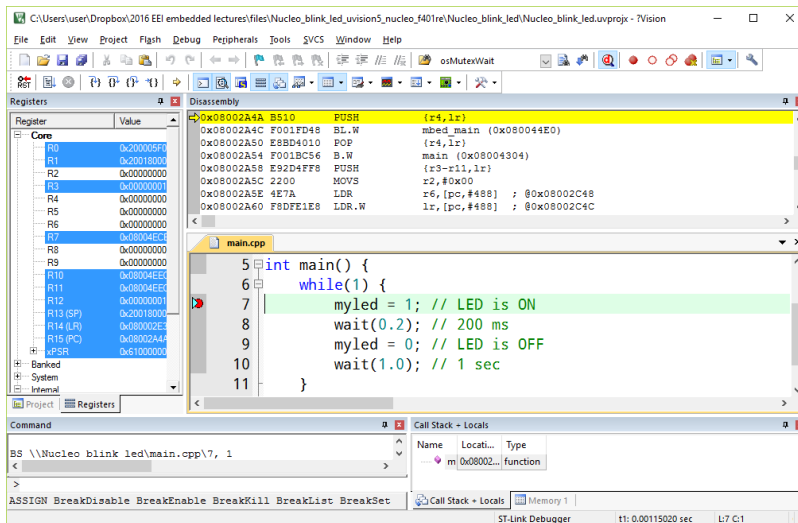 C:\Users\user\Dropbox\2016 EEI embedded lectures\files\Nucleo_blink_led_uvision5_nucleo_f401re\Nucleo_blink_led\Nucleo_blink_led.uvprojx - ?Vision
File Edit View Project Flash Debug Peripherals Tools SVCS Window Help
osMutexWait
RST
Registers
Register Value
Core
R0 0x200005F0
R1 0x20018000
R2 0x00000000
R3 0x00000001
R4 0x00000000
R5 0x00000000
R6 0x00000000
R7 0x08004EC
R8 0x00000000
R9 0x00000000
R10 0x08004EEC
R11 0x08004EEC
R12 0x00000001
R13 (SP) 0x20018000
R14 (LR) 0x080002E3
R15 (PC) 0x08002A4A
xPSR 0x61000000
Banked
System
Internal
Project Registers
Disassembly
0x08002A4A B510 PUSH {r4,lr}
0x08002A4C F001FD48 BL.W mbed_main (0x080044E0)
0x08002A50 E8BD4010 POP {r4,lr}
0x08002A54 F001BC56 B.W main (0x08004304)
0x08002A58 E92D4FF8 PUSH {r3-r11,lr}
0x08002A5C 2200 MOVS r2,#0x00
0x08002A5E 4E7A LDR r6,[pc,#488] ; @0x08002C48
0x08002A60 F8DFE1E8 LDR.W lr,[pc,#488] ; @0x08002C4C
main.cpp
5 int main() {
6 while(1) {
7 myled = 1; // LED is ON
8 wait(0.2); // 200 ms
9 myled = 0; // LED is OFF
10 wait(1.0); // 1 sec
11 }
Command
BS \\Nucleo blink led\main.cpp\7, 1
>
ASSIGN BreakDisable BreakEnable BreakKill BreakList BreakSet
Call Stack + Locals
Name Locati... Type
m 0x08002... function
Call Stack + Locals Memory 1
ST-Link Debugger t1: 0.00115020 sec L:7 C:1